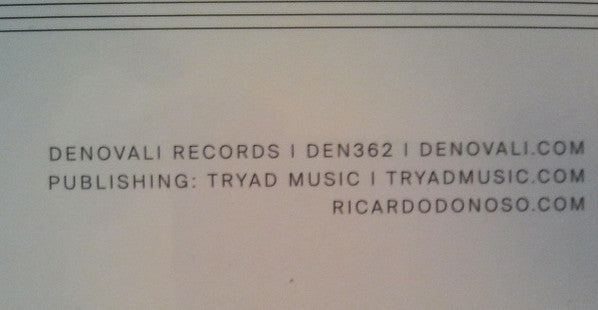 DENOVALI RECORDS | DEN362 | DENOVALI.COM
PUBLISHING: TRYAD MUSIC | TRYADMUSIC.COM
RICARDODONOSO.COM